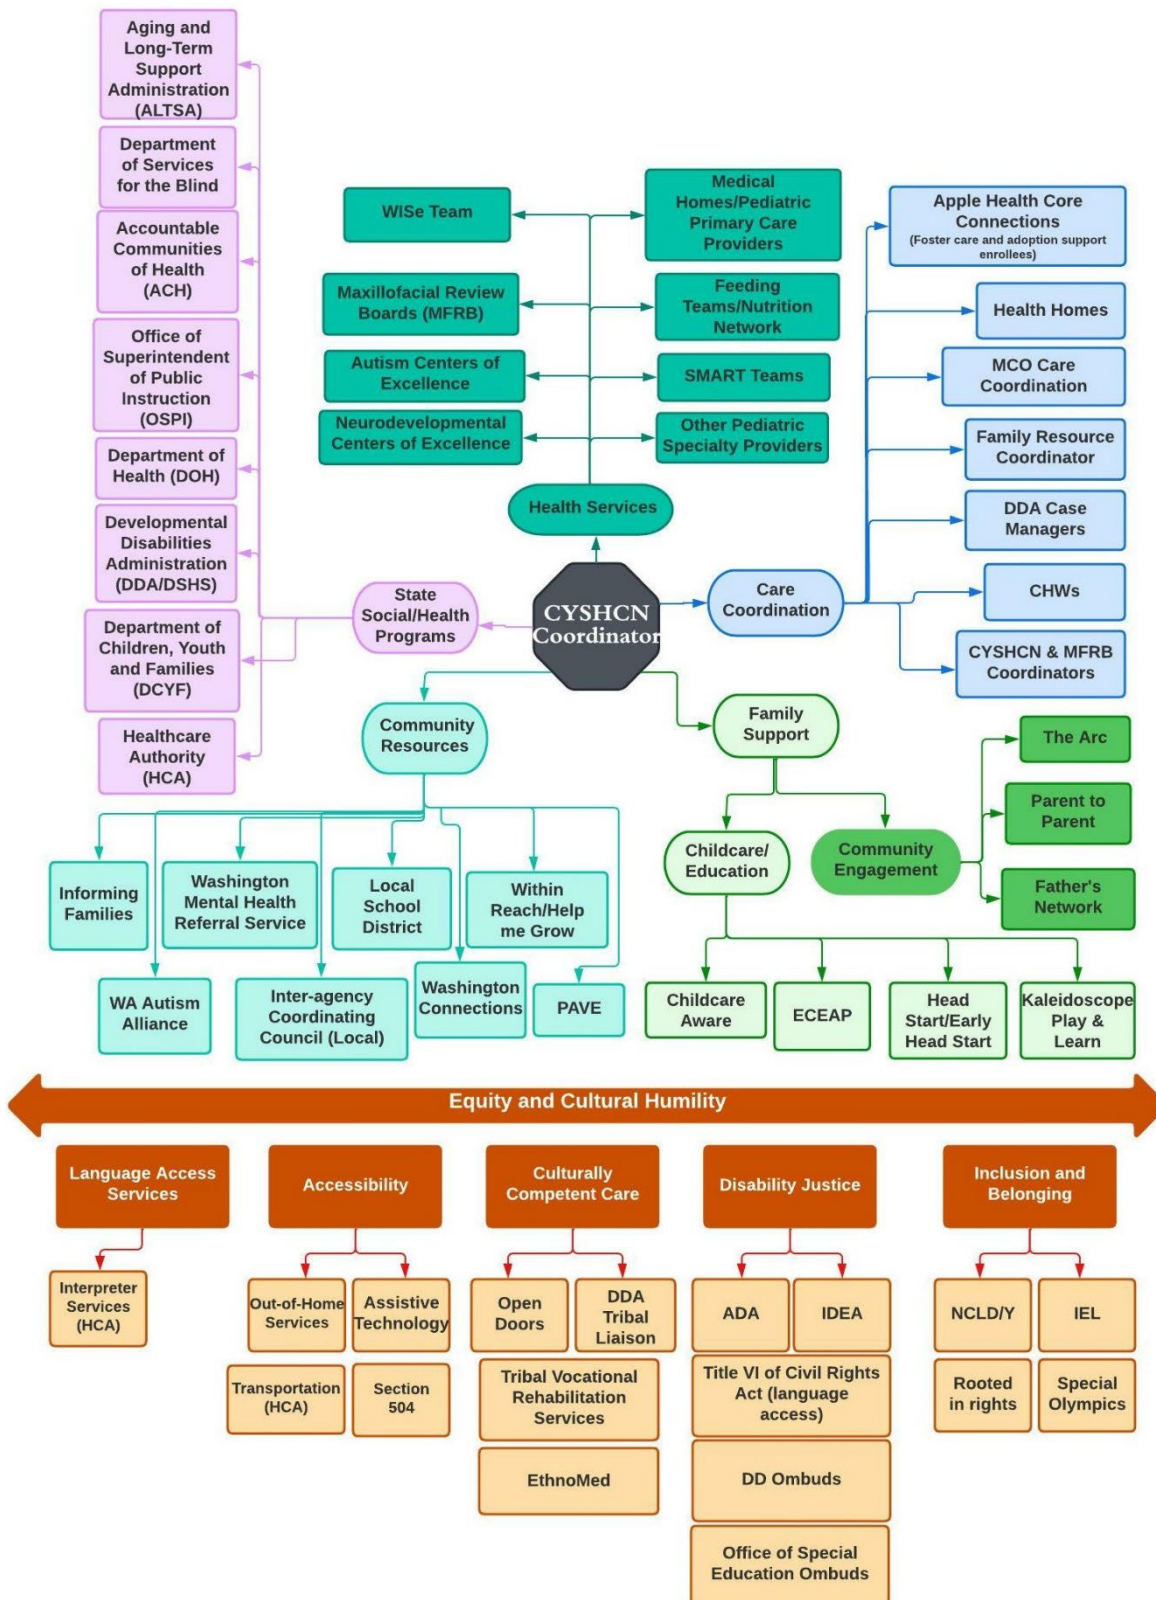 Aging and
Long-Term
Support
Administration
(ALTSA)
Department
of Services
for the Blind
Accountable
Communities
of Health
(ACH)
Office of
Superintendent
of Public
Instruction
(OSPI)
Department of
Health (DOH)
Developmental
Disabilities
Administration
(DDA/DSHS)
Department of
Children, Youth
and Families
(DCYF)
Healthcare
Authority
(HCA)
State
Social/Health
Programs
WISe Team
Maxillofacial Review
Boards (MFRB)
Autism Centers of
Excellence
Neurodevelopmental
Centers of Excellence
Medical
Homes/Pediatric
Primary Care
Providers
Feeding
Teams/Nutrition
Network
SMART Teams
Other Pediatric
Specialty Providers
Health Services
CYSHCN
Coordinator
Care
Coordination
Apple Health Core
Connections
(Foster care and adoption support
enrollees)
Health Homes
MCO Care
Coordination
Family Resource
Coordinator
DDA Case
Managers
CHWs
CYSHCN & MFRB
Coordinators
Community
Resources
Informing
Families
Washington
Mental Health
Referral Service
Local
School
District
Within
Reach/Help
me Grow
WA Autism
Alliance
Inter-agency
Coordinating
Council (Local)
Washington
Connections
PAVE
Family
Support
Childcare/
Education
Community
Engagement
The Arc
Parent to
Parent
Father's
Network
Childcare
Aware
ECEAP
Head
Start/Early
Head Start
Kaleidoscope
Play &
Learn
Equity and Cultural Humility
Language Access
Services
Interpreter
Services
(HCA)
Accessibility
Out-of-Home
Services
Assistive
Technology
Transportation
(HCA)
Section
504
Culturally
Competent Care
Open
Doors
DDA
Tribal
Liaison
Tribal Vocational
Rehabilitation
Services
EthnoMed
Disability Justice
ADA
IDEA
Title VI of Civil Rights
Act (language
access)
DD Ombuds
Office of Special
Education Ombuds
Inclusion and
Belonging
NCLD/Y
IEL
Rooted
in rights
Special
Olympics